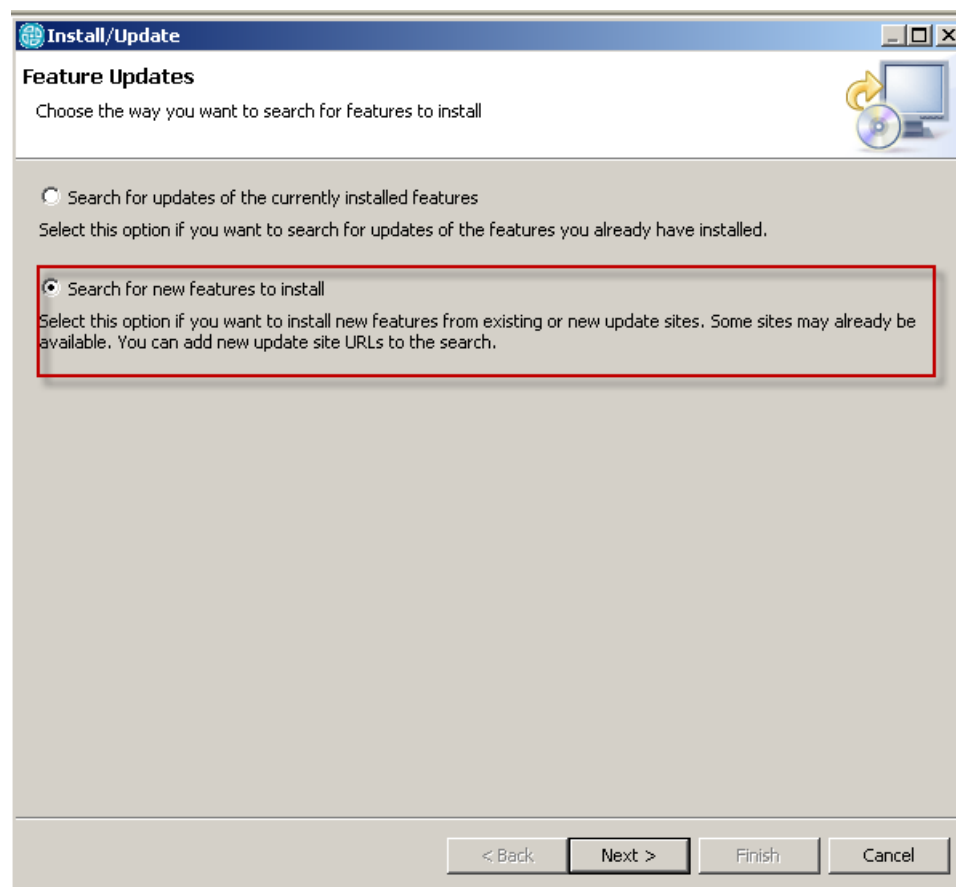 Install/Update
Feature Updates
Choose the way you want to search for features to install
Search for updates of the currently installed features
Select this option if you want to search for updates of the features you already have installed.
Search for new features to install
Select this option if you want to install new features from existing or new update sites. Some sites may already be
available. You can add new update site URLs to the search.
< Back
Next >
Finish
Cancel